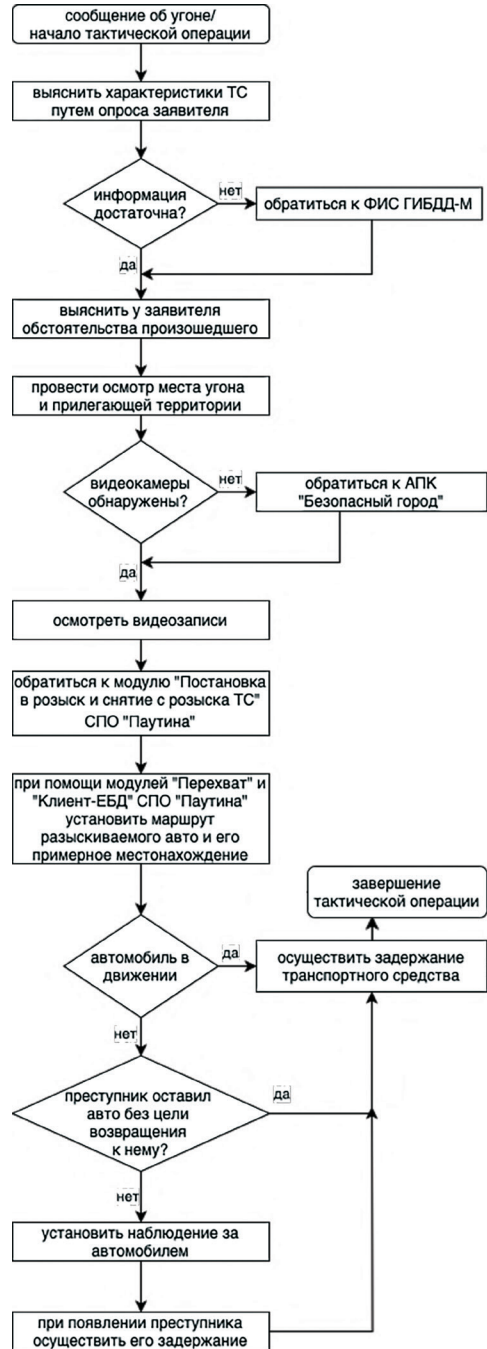 сообщение об угоне/
начало тактической операции
выяснить характеристики ТС
путем опроса заявителя
информация
достаточна?
нет
обратиться к ФИС ГИБДД-М
да
выяснить у заявителя
обстоятельства произошедшего
провести осмотр места угона
и прилегающей территории
видеокамеры
обнаружены?
нет
обратиться к АПК
"Безопасный город"
да
осмотреть видеозаписи
обратиться к модулю "Постановка
в розыск и снятие с розыска ТС"
СПО "Паутина"
при помощи модулей "Перехват" и
"Клиент-ЕБД" СПО "Паутина"
установить маршрут
разыскиваемого авто и его
примерное местонахождение
завершение
тактической операции
автомобиль в
движении
да
осуществить задержание
транспортного средства
нет
преступник оставил
авто без цели
возвращения
к нему?
да
нет
установить наблюдение за
автомобилем
при появлении преступника
осуществить его задержание